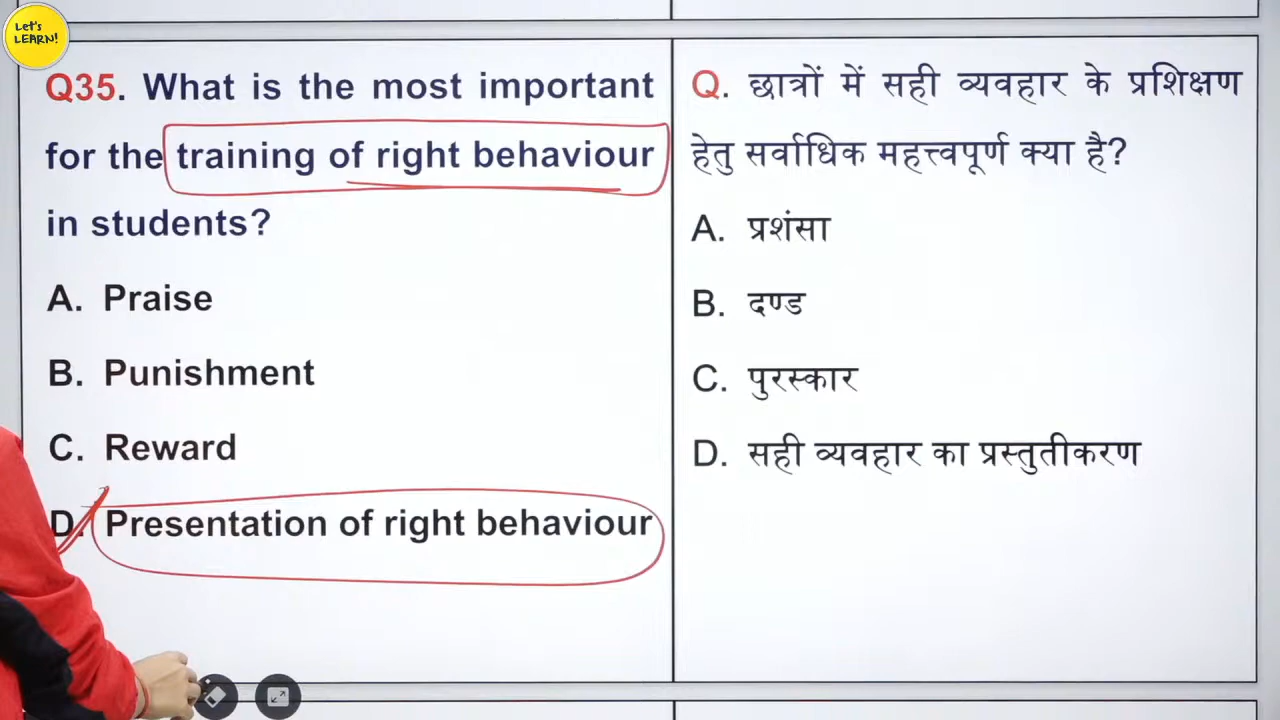 Let's
LEARN!
Q35. What is the most important
for the training of right behaviour
in students?
A. Praise
B. Punishment
C. Reward
D. Presentation of right behaviour
Q. छात्रों में सही व्यवहार के प्रशिक्षण
हेतु सर्वाधिक महत्त्वपूर्ण क्या है?
A. प्रशंसा
B. दण्ड
C. पुरस्कार
D. सही व्यवहार का प्रस्तुतीकरण